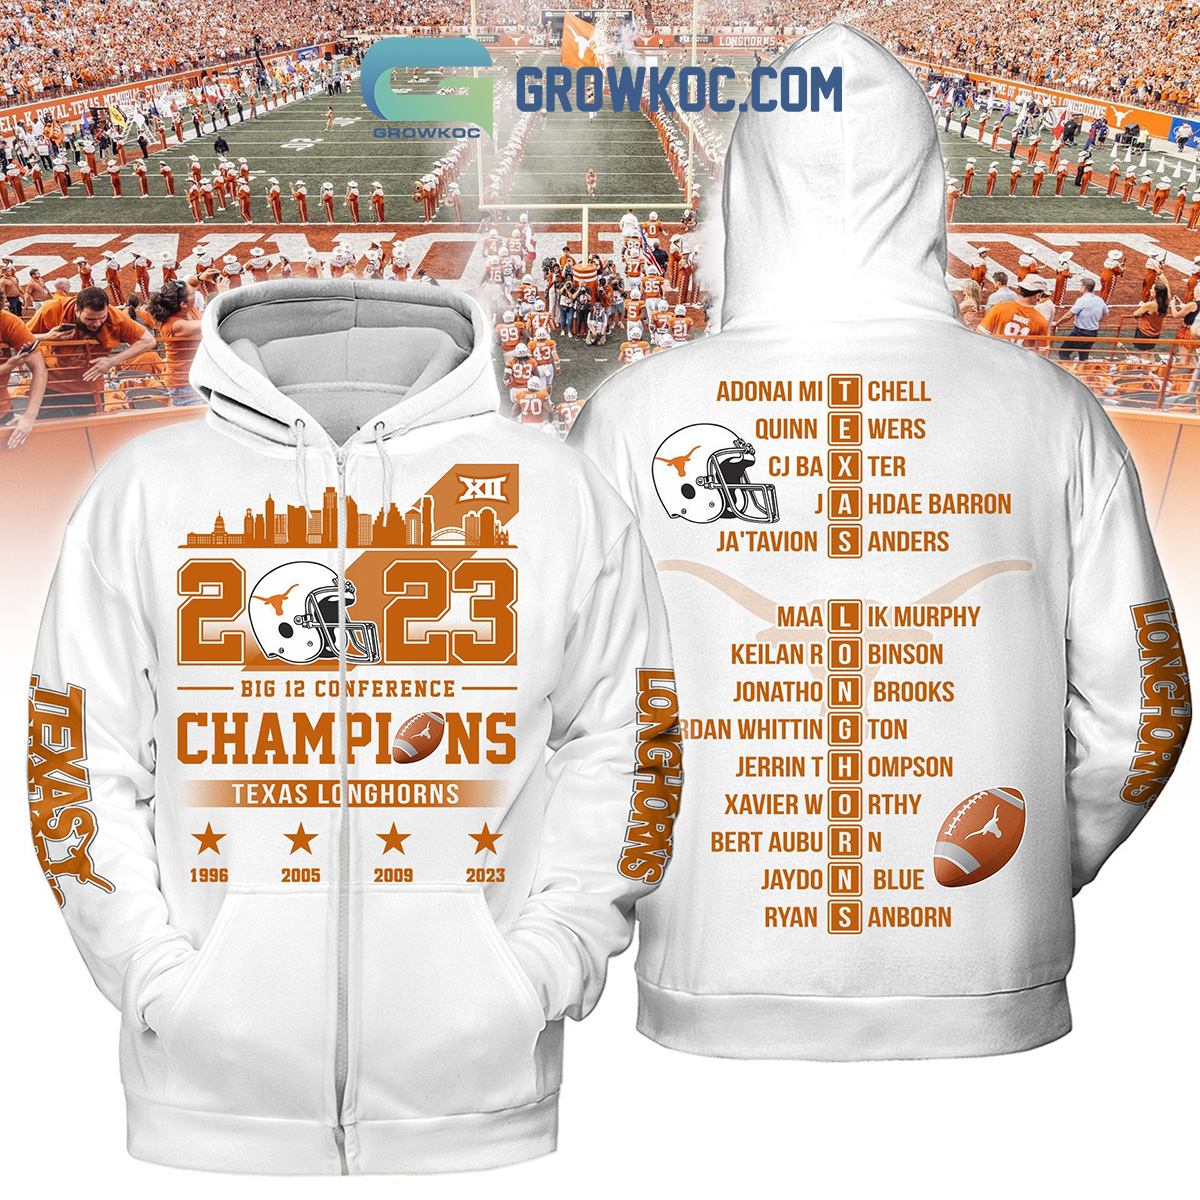 GROWKOC
GROWKOC.COM
LONGHORNS
XII
2023
BIG 12 CONFERENCE
CHAMPIONS
TEXAS LONGHORNS
1996 2005 2009 2023
TEXAS
LONGHORNS
ADONAI MITCHELL
QUINN EWERS
CJ BAXTER
JAHDAE BARRON
JA'TAVION SANDERS
MAALIK MURPHY
KEILAN ROBINSON
JONATHON BROOKS
RDAN WHITTINGTON
JERRIN THOMPSON
XAVIER WORTHY
BERT AUBURN
JAYDON BLUE
RYAN SANBORN
LONGHORNS